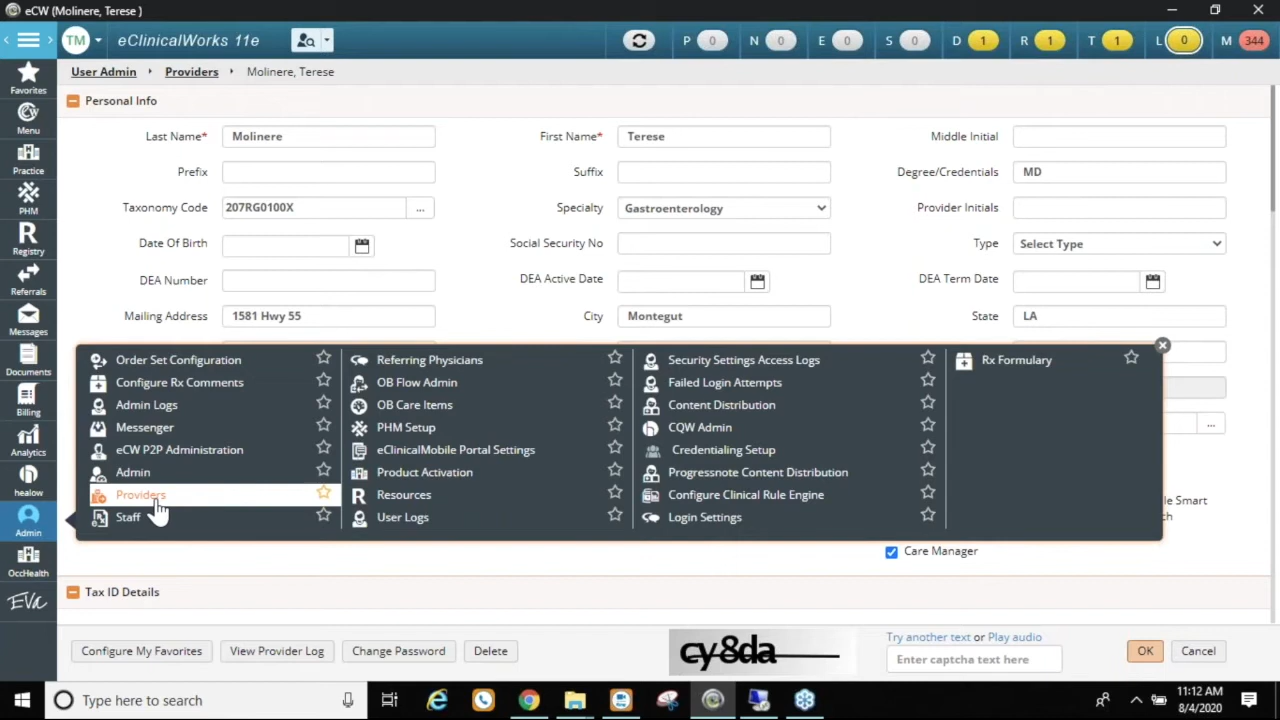 eCW (Molinere, Terese )
TM eClinicalWorks 11e P 0 N 0 E 0 S 0 D 1 R 1 T 1 L 0 M 344
User Admin Providers Molinere, Terese
Favorites
Menu
Practice
PHM
R
Registry
Referrals
Messages
Documents
Billing
Analytics
healow
Admin
OccHealth
EVA
Personal Info
Last Name* Molinere First Name* Terese Middle Initial
Prefix Suffix Degree/Credentials MD
Taxonomy Code 207RG0100X ... Specialty Gastroenterology Provider Initials
Date Of Birth Social Security No Type Select Type
DEA Number DEA Active Date DEA Term Date
Mailing Address 1581 Hwy 55 City Montegut State LA
Order Set Configuration
Configure Rx Comments
Admin Logs
Messenger
eCW P2P Administration
Admin
Providers
Staff
Referring Physicians
OB Flow Admin
OB Care Items
PHM Setup
eClinicalMobile Portal Settings
Product Activation
R Resources
User Logs
Security Settings Access Logs
Failed Login Attempts
Content Distribution
CQW Admin
Credentialing Setup
Progressnote Content Distribution
Configure Clinical Rule Engine
Login Settings
Rx Formulary
...
le Smart
ch
Care Manager
Tax ID Details
Configure My Favorites View Provider Log Change Password Delete
cy8da
Try another text or Play audio
Enter captcha text here
OK Cancel
Type here to search
11:12 AM
8/4/2020